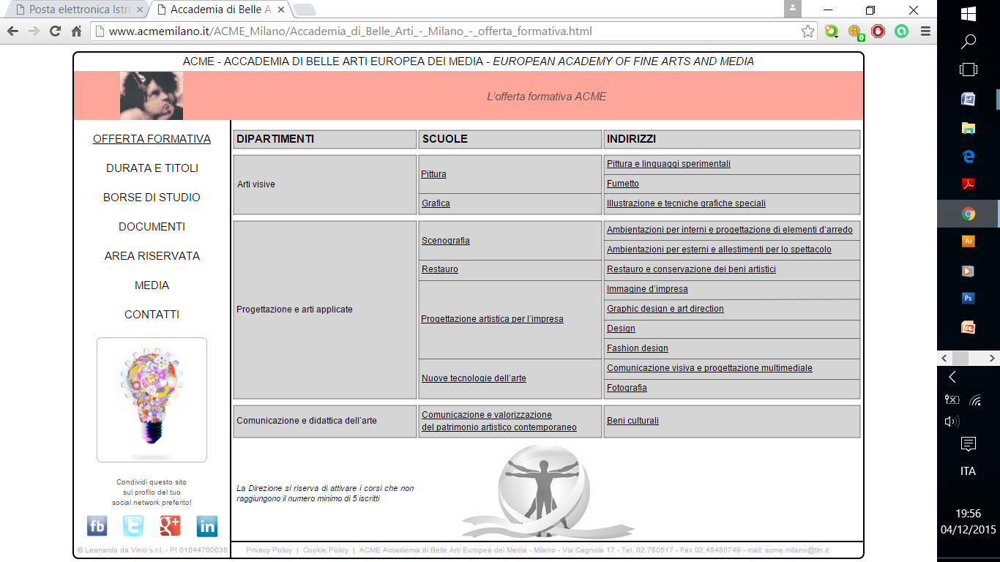 Posta elettronica Istru
Accademia di Belle A
www.acmemilano.it/ACME_Milano/Accademia_di_Belle_Arti_-_Milano_-_offerta_formativa.html
0
ACME - ACCADEMIA DI BELLE ARTI EUROPEA DEI MEDIA - EUROPEAN ACADEMY OF FINE ARTS AND MEDIA
L'offerta formativa ACME
OFFERTA FORMATIVA
DURATA E TITOLI
BORSE DI STUDIO
DOCUMENTI
AREA RISERVATA
MEDIA
CONTATTI
DIPARTIMENTI
SCUOLE
INDIRIZZI
Arti visive
Pittura
Pittura e linguaggi sperimentali
Fumetto
Grafica
Illustrazione e tecniche grafiche speciali
Progettazione e arti applicate
Scenografia
Ambientazioni per interni e progettazione di elementi d'arredo
Ambientazioni per esterni e allestimenti per lo spettacolo
Restauro
Restauro e conservazione dei beni artistici
Progettazione artistica per l'impresa
Immagine d'impresa
Graphic design e art direction
Design
Fashion design
Nuove tecnologie dell'arte
Comunicazione visiva e progettazione multimediale
Fotografia
Comunicazione e didattica dell'arte
Comunicazione e valorizzazione
del patrimonio artistico contemporaneo
Beni culturali
La Direzione si riserva di attivare i corsi che non
raggiungono il numero minimo di 5 iscritti
Condividi questo sito
sul profilo del tuo
social network preferito!
fb
t
g+
in
© Leonardo da Vinci s.r.l. - PI 01044700035
Privacy Policy | Cookie Policy | ACME Accademia di Belle Arti Europea dei Media - Milano - Via Cagnola 17 - Tel. 02.780517 - Fax 02.45480749 - mail: acme.milano@tin.it
W
e
Ai
Ps
ITA
19:56
04/12/2015